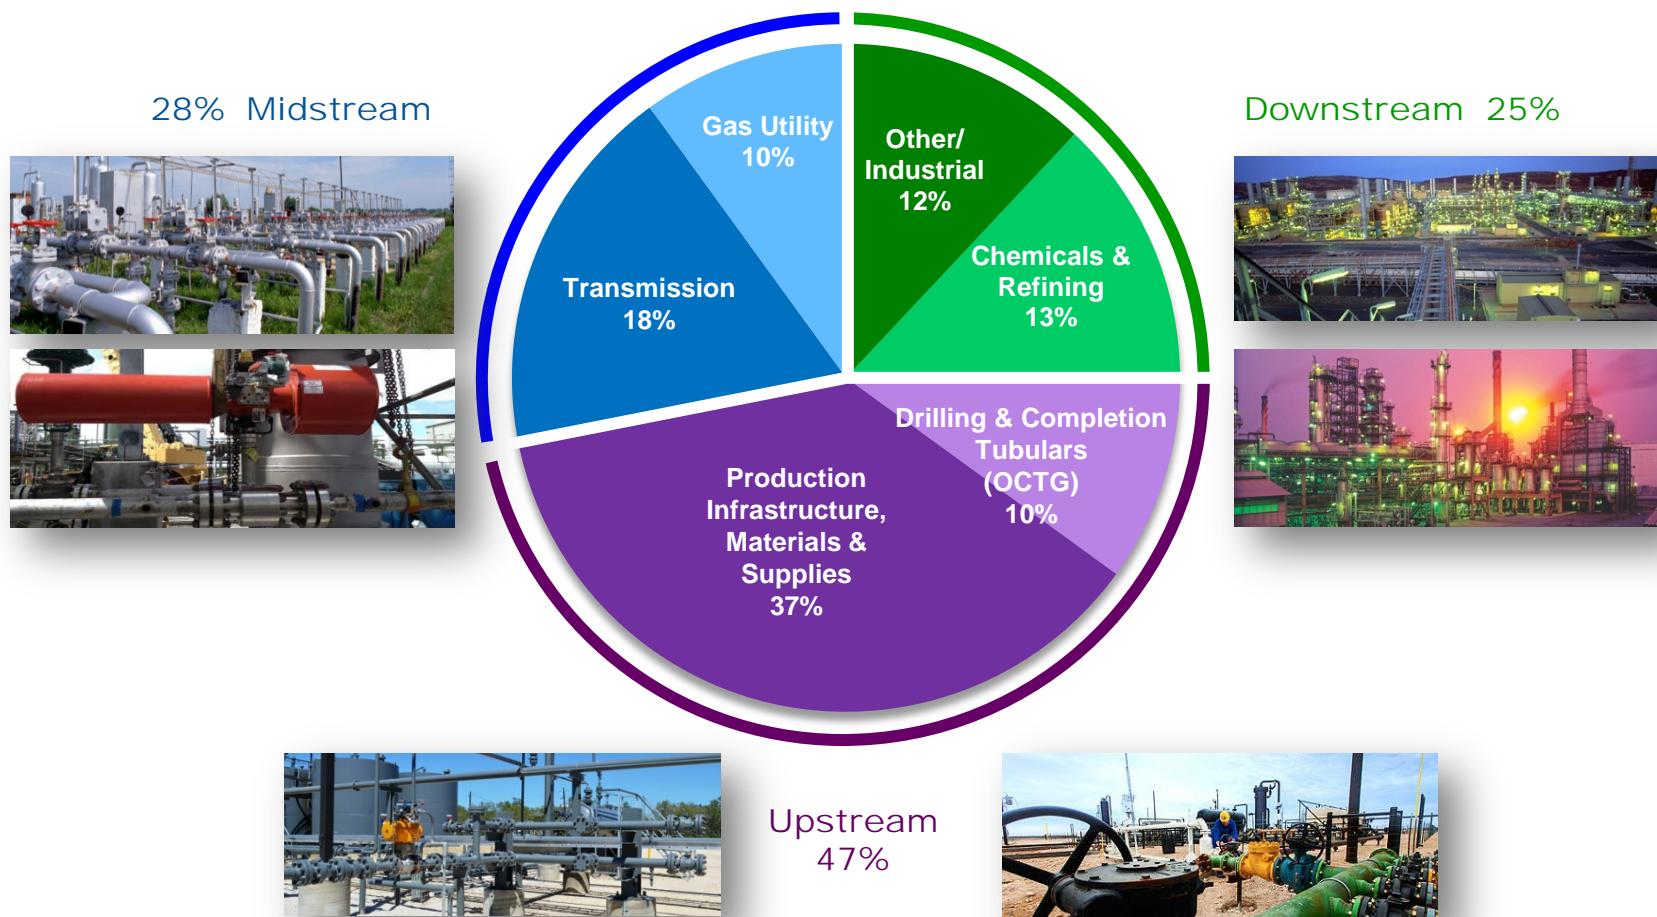 28% Midstream
Downstream 25%
Gas Utility
10%
Other/
Industrial
12%
Chemicals &
Refining
13%
Transmission
18%
Drilling & Completion
Tubulars
(OCTG)
10%
Production
Infrastructure,
Materials &
Supplies
37%
Upstream
47%